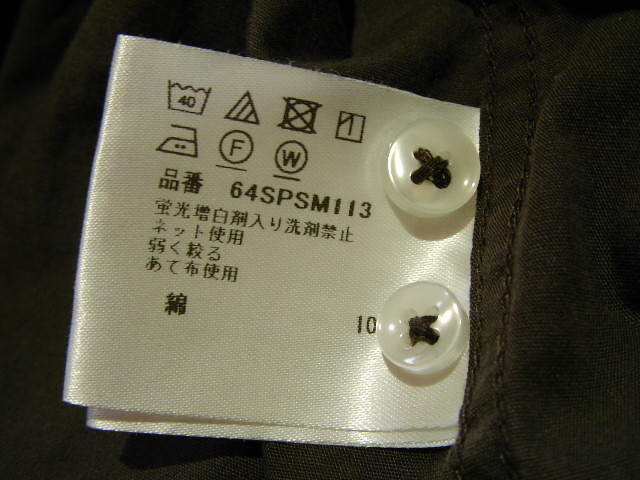 40
F W
品番 64SPSM113
蛍光増白剤入り洗剤禁止
ネット使用
弱く絞る
あて布使用
綿 10